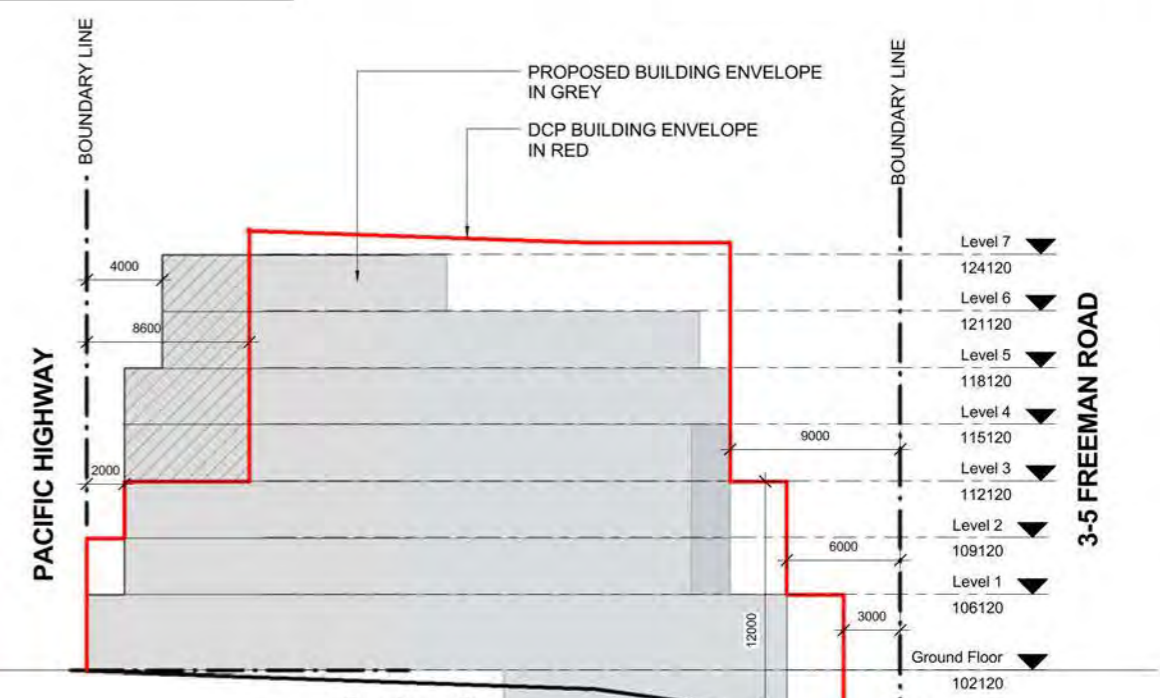 BOUNDARY LINE
PROPOSED BUILDING ENVELOPE
IN GREY
DCP BUILDING ENVELOPE
IN RED
BOUNDARY LINE
PACIFIC HIGHWAY
4000
8600
2000
9000
6000
3000
12000
Level 7
124120
Level 6
121120
Level 5
118120
Level 4
115120
Level 3
112120
Level 2
109120
Level 1
106120
Ground Floor
102120
3-5 FREEMAN ROAD